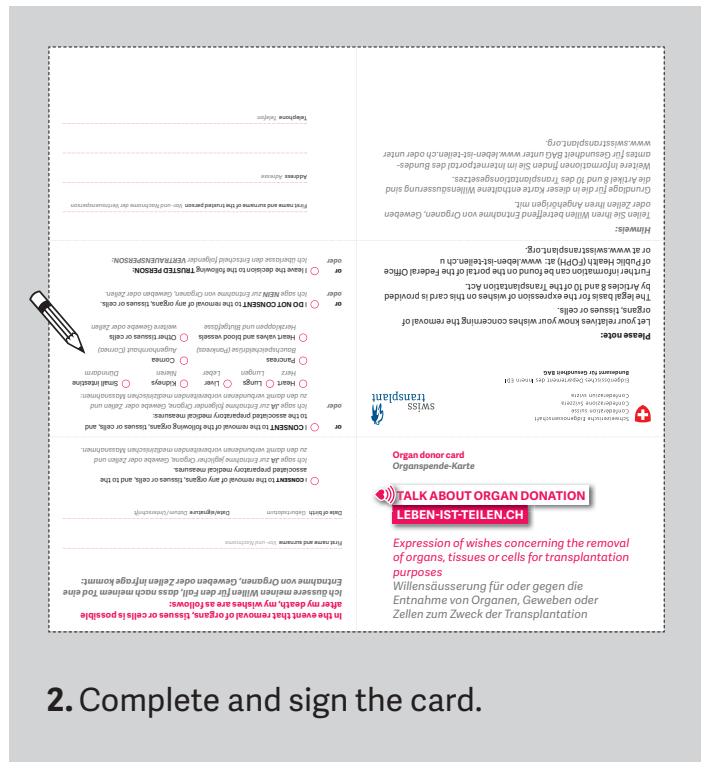 In the event that removal of organs, tissues or cells is possible
after my death, my wishes are as follows:
Ich äussere meinen Willen für den Fall, dass nach meinem Tod eine
Entnahme von Organen, Geweben oder Zellen infrage kommt:
First name and surname Vor- und Nachname
Date of birth Geburtsdatum Date/signature Datum/Unterschrift
I CONSENT to the removal of any organs, tissues or cells, and to the
associated preparatory medical measures.
Ich sage JA zur Entnahme jeglicher Organe, Gewebe oder Zellen und
zu den damit verbundenen vorbereitenden medizinischen Massnahmen.
or I CONSENT to the removal of the following organs, tissues or cells, and
to the associated preparatory medical measures:
oder Ich sage JA zur Entnahme folgender Organe, Gewebe oder Zellen und
zu den damit verbundenen vorbereitenden medizinischen Massnahmen:
Heart Lungs Liver Kidneys Small intestine
Herz Lungen Leber Nieren Dünndarm
Pancreas Cornea
Bauchspeicheldrüse (Pankreas) Augenhornhaut (Cornea)
Heart valves and blood vessels Other tissues or cells
Herzklappen und Blutgefässe weitere Gewebe oder Zellen
or I DO NOT CONSENT to the removal of any organs, tissues or cells.
oder Ich sage NEIN zur Entnahme von Organen, Geweben oder Zellen.
or I leave the decision to the following TRUSTED PERSON:
oder Ich überlasse den Entscheid folgender VERTRAUENSPERSON:
First name and surname of the trusted person Vor- und Nachname der Vertrauensperson
Address Adresse
Telephone Telefon
Schweizerische Eidgenossenschaft
Confédération suisse
Confederazione Svizzera
Confederaziun svizra
Eidgenössisches Departement des Innern EDI
Bundesamt für Gesundheit BAG
swiss
transplant
Please note:
Let your relatives know your wishes concerning the removal of
organs, tissues or cells.
The legal basis for the expression of wishes on this card is provided
by Articles 8 and 10 of the Transplantation Act.
Further information can be found on the portal of the Federal Office
of Public Health (FOPH) at: www.leben-ist-teilen.ch u
or at www.swisstransplant.org.
Hinweis:
Teilen Sie Ihren Willen betreffend Entnahme von Organen, Geweben
oder Zellen Ihren Angehörigen mit.
Grundlage für die in dieser Karte enthaltene Willensäusserung sind
die Artikel 8 und 10 des Transplantationsgesetzes.
Weitere Informationen finden Sie im Internetportal des Bundes-
amtes für Gesundheit BAG unter www.leben-ist-teilen.ch oder unter
www.swisstransplant.org.
Organ donor card
Organspende-Karte
TALK ABOUT ORGAN DONATION
LEBEN-IST-TEILEN.CH
Expression of wishes concerning the removal
of organs, tissues or cells for transplantation
purposes
Willensäusserung für oder gegen die
Entnahme von Organen, Geweben oder
Zellen zum Zweck der Transplantation
2. Complete and sign the card.